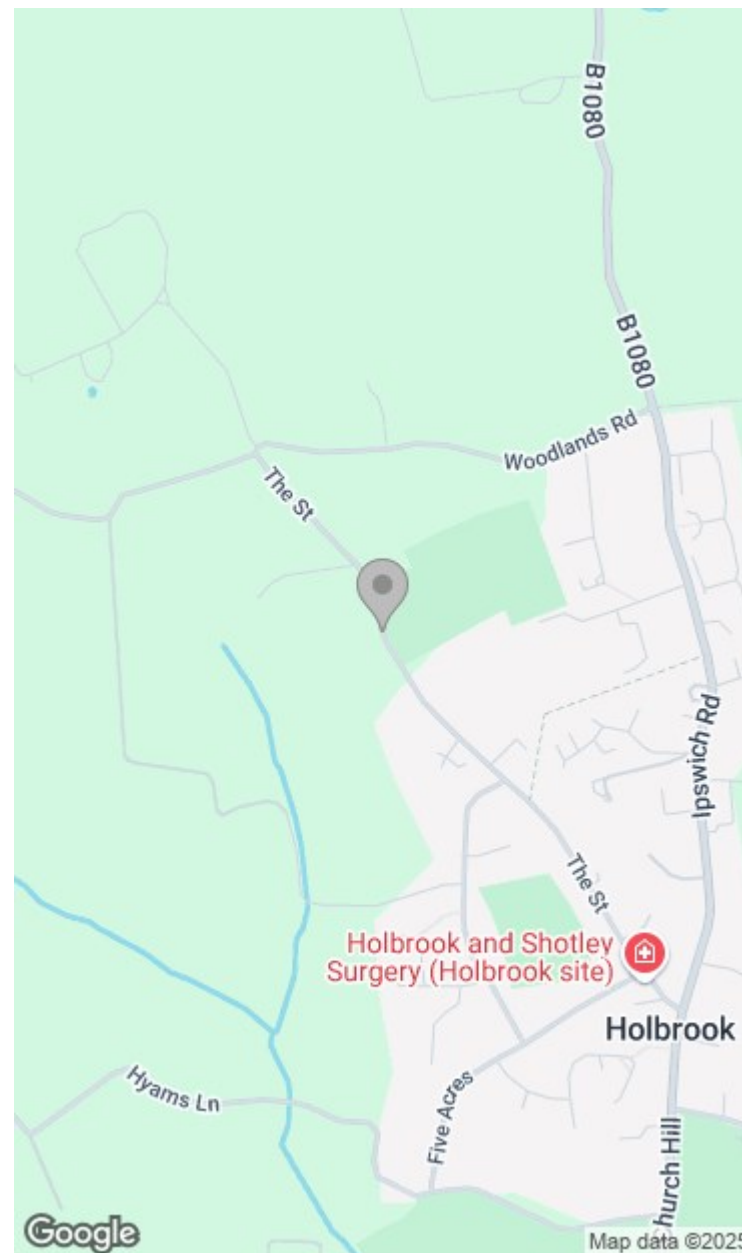 B1080
B1080
Woodlands Rd
The St
Ipswich Rd
The St
Holbrook and Shotley
Surgery (Holbrook site)
Holbrook
Hyams Ln
Five Acres
Church Hill
Google
Map data ©2025